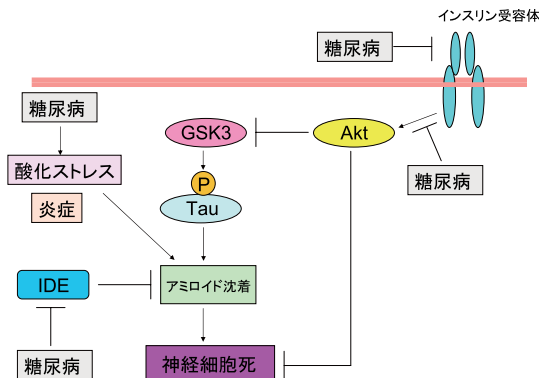 インスリン受容体
糖尿病
糖尿病
GSK3
Akt
酸化ストレス
P
糖尿病
炎症
Tau
IDE
アミロイド沈着
糖尿病
神経細胞死